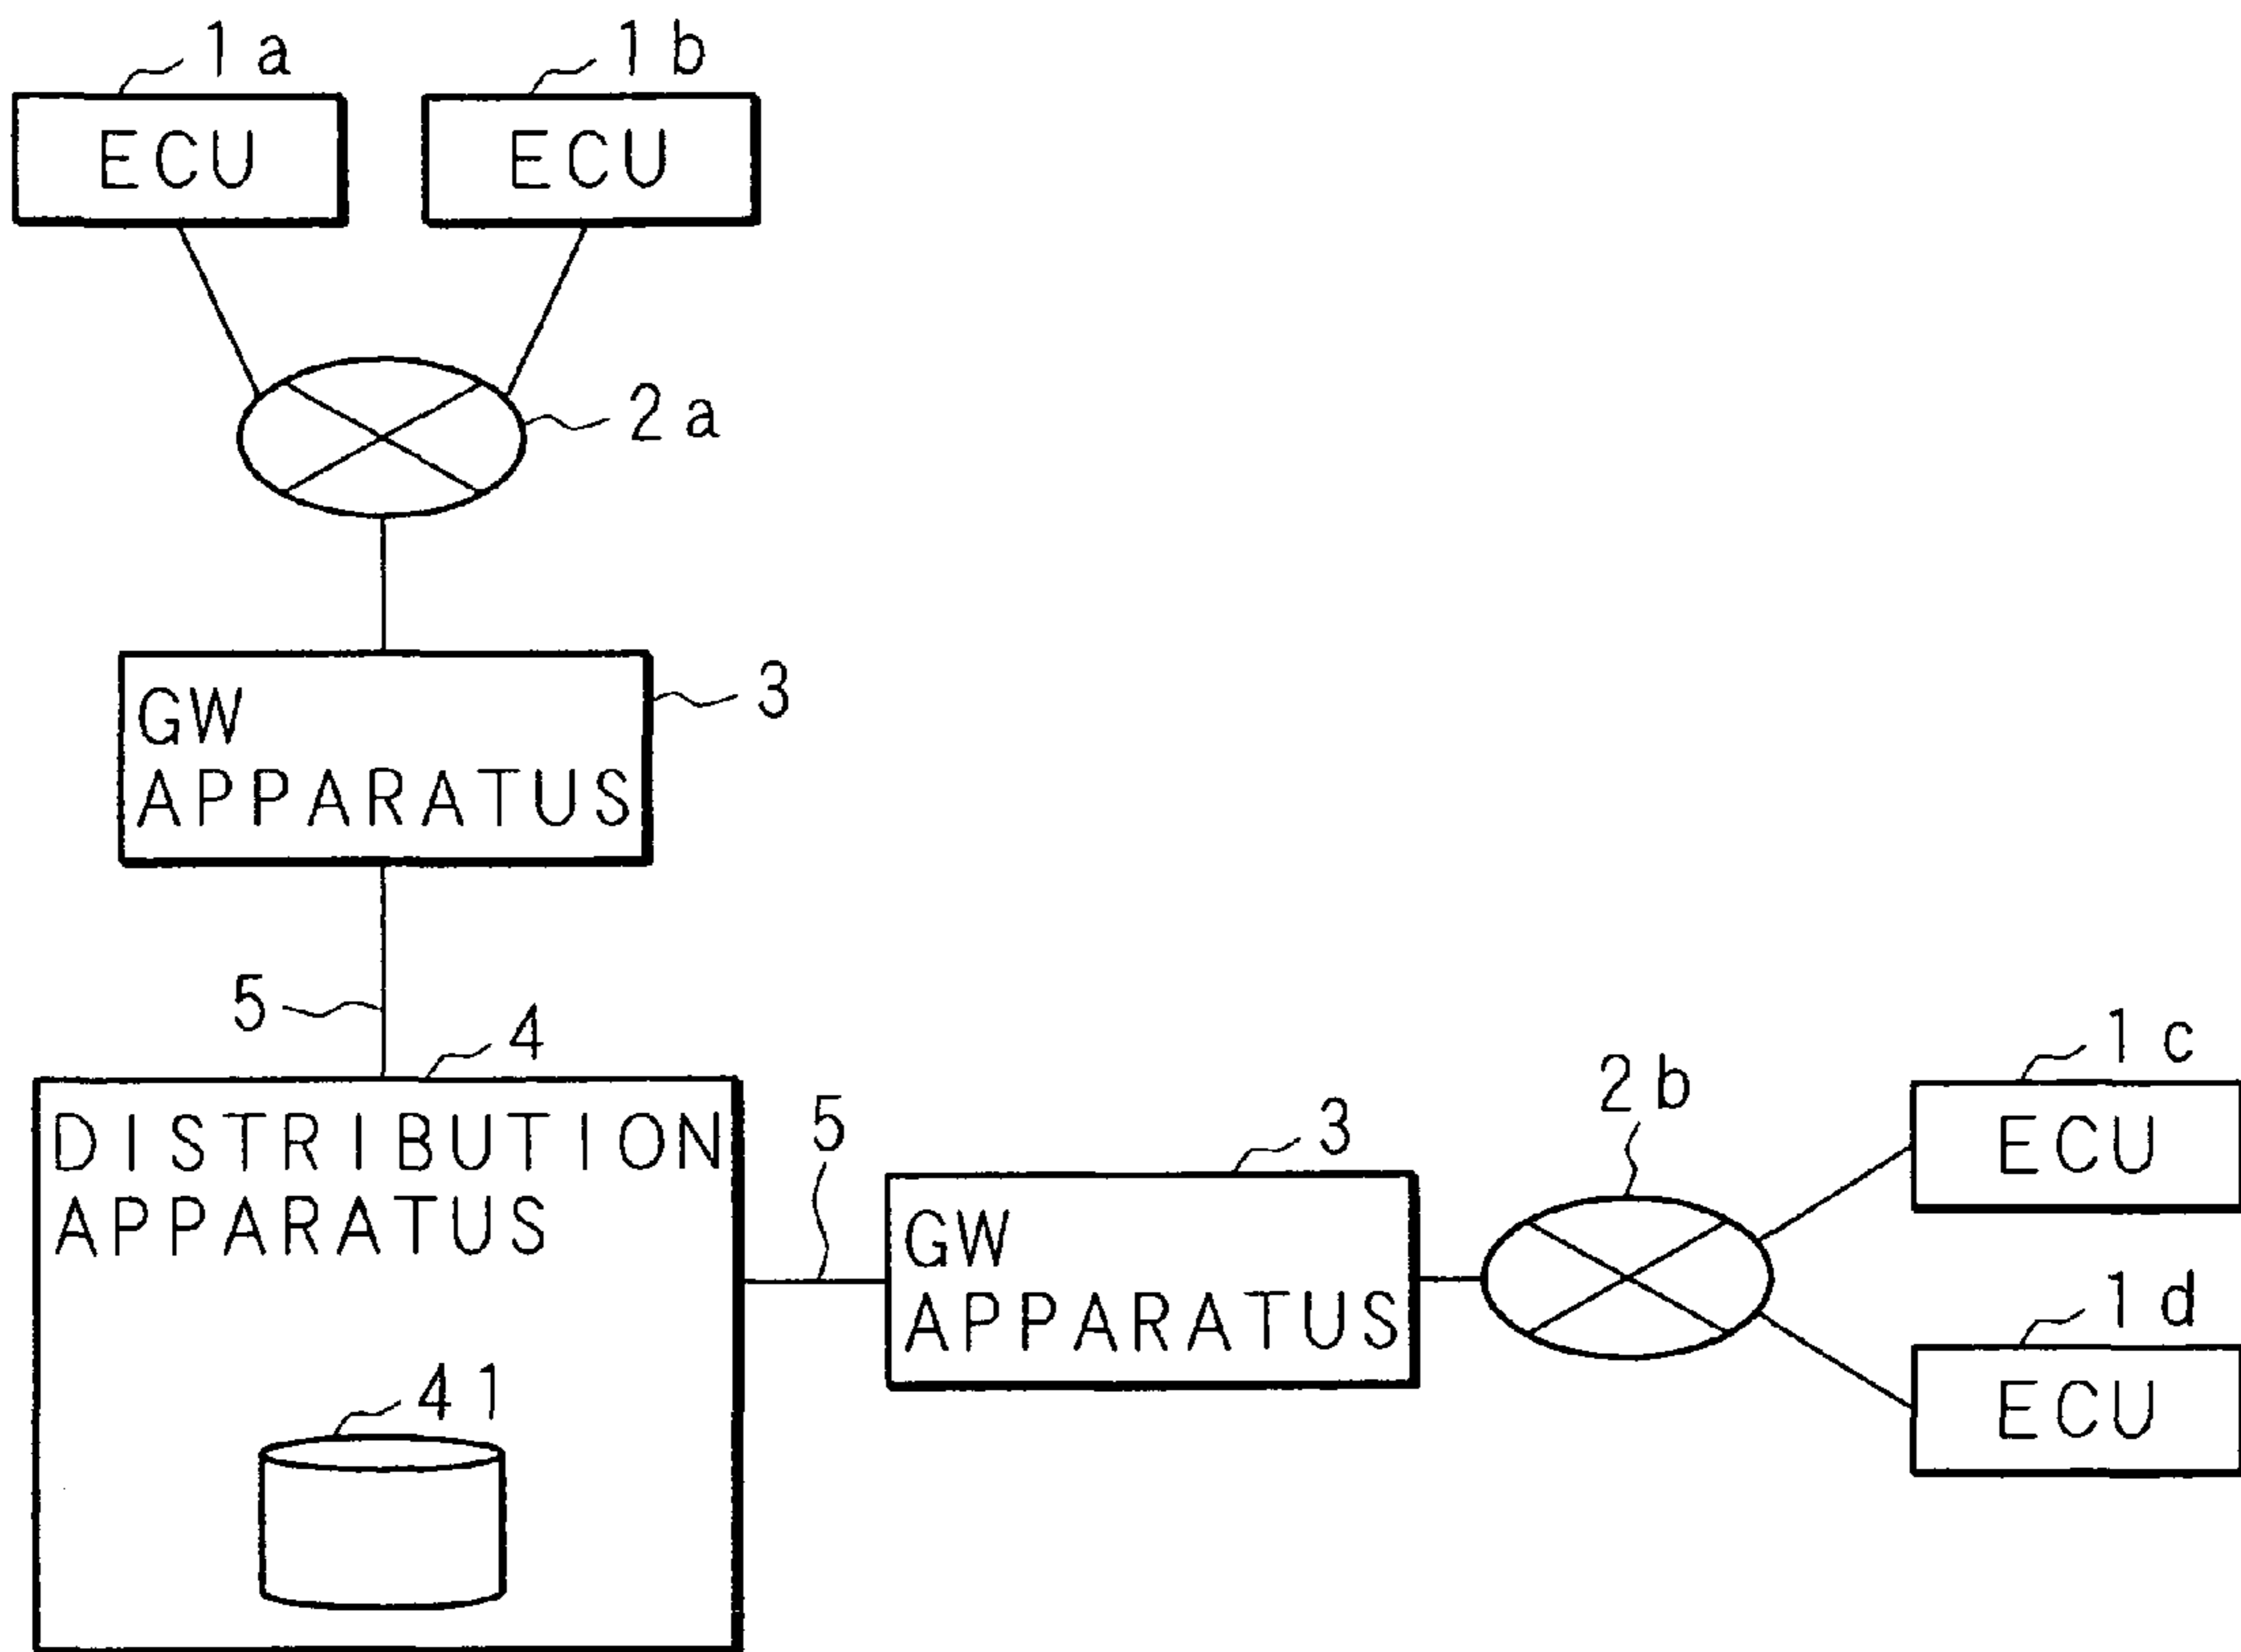 1a
1b
ECU
ECU
2a
3
GW
APPARATUS
5
4
1c
2b
DISTRIBUTION
APPARATUS
5
3
ECU
GW
APPARATUS
1d
ECU
41